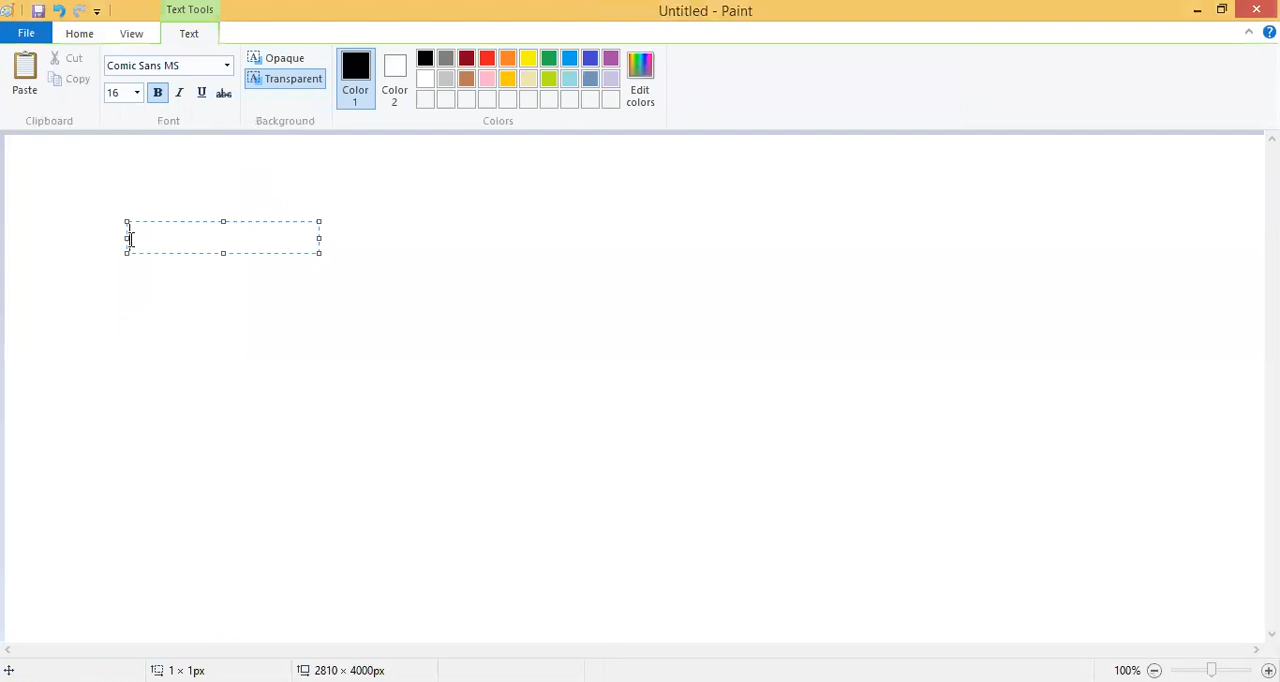 Text Tools
Untitled - Paint
File Home View Text
Comic Sans MS
16 B I U abc
Paste
Cut
Copy
Opaque
Transparent
Color 1
Color 2
Edit colors
Clipboard Font Background Colors
1 × 1px 2810 × 4000px 100%